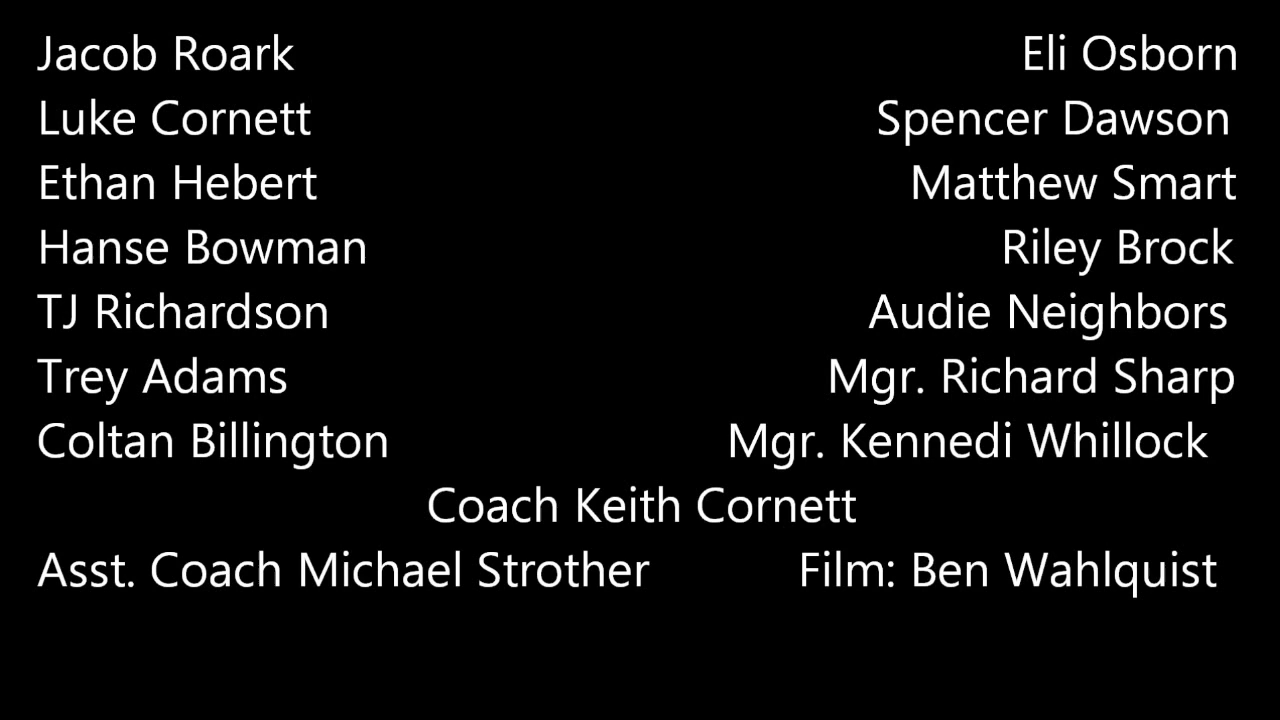 Jacob Roark Eli Osborn
Luke Cornett Spencer Dawson
Ethan Hebert Matthew Smart
Hanse Bowman Riley Brock
TJ Richardson Audie Neighbors
Trey Adams Mgr. Richard Sharp
Coltan Billington Mgr. Kennedi Whillock
Coach Keith Cornett
Asst. Coach Michael Strother Film: Ben Wahlquist